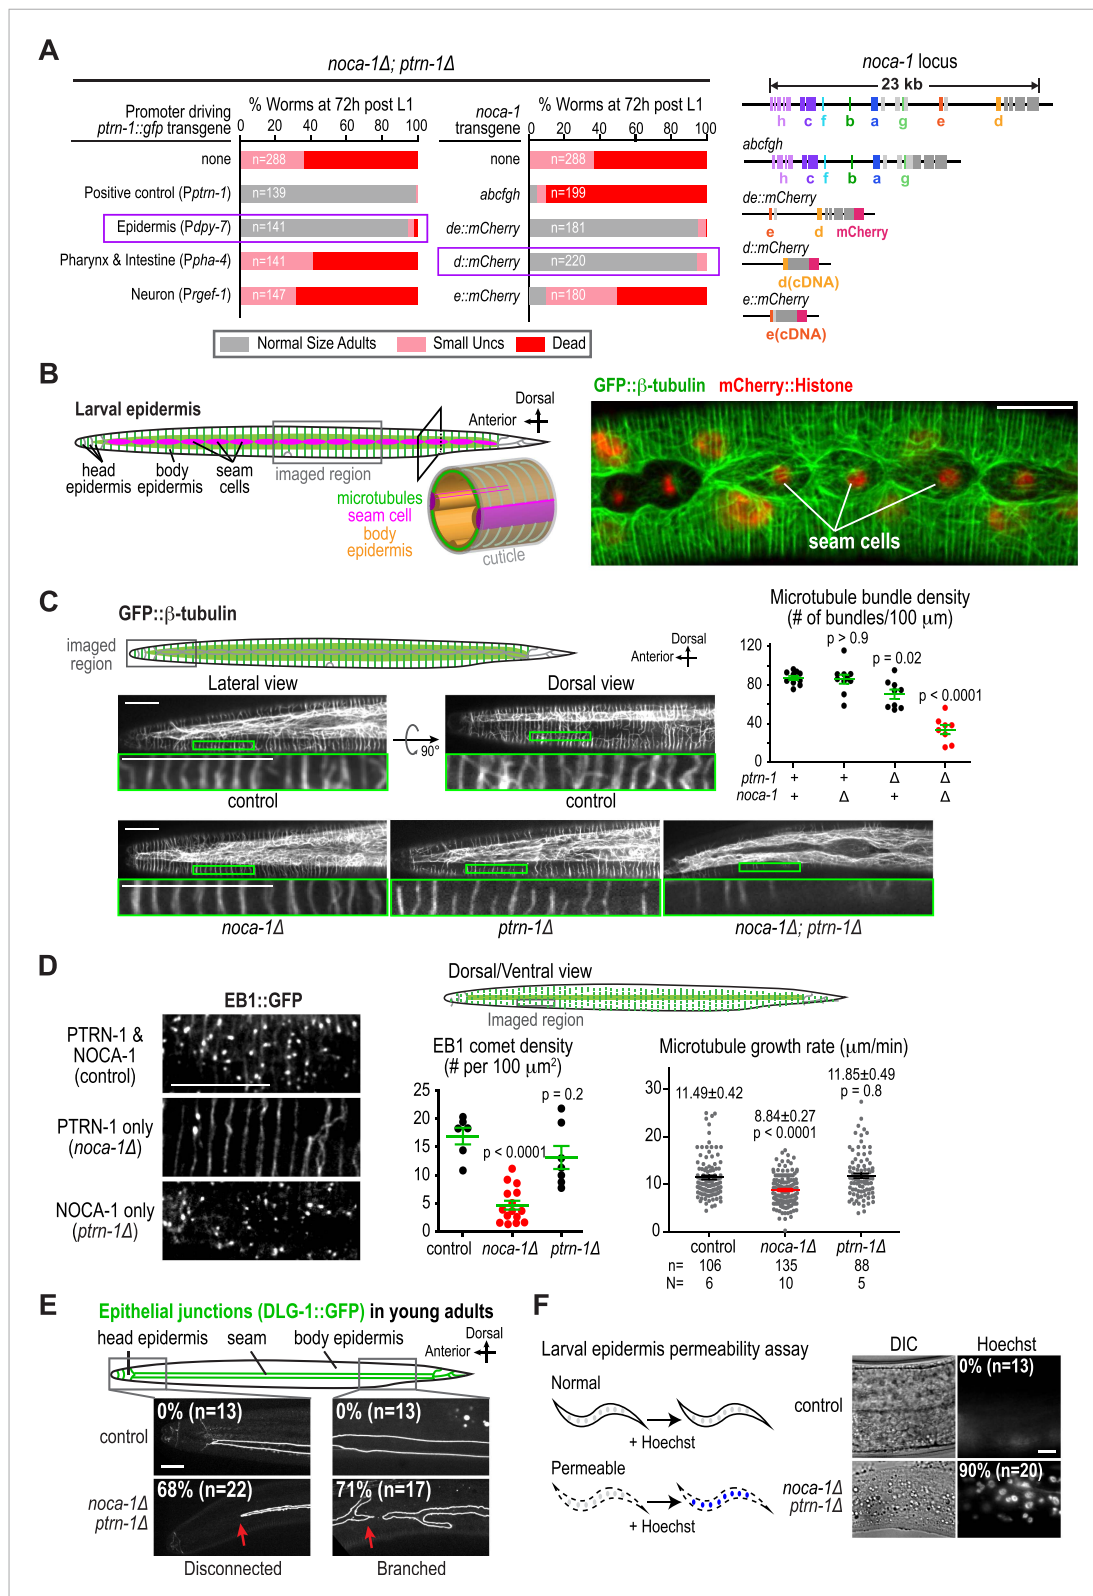 A
noca-1Δ; ptrn-1Δ
noca-1 locus
23 kb
Promoter driving
ptrn-1::gfp transgene
% Worms at 72h post L1
0 20 40 60 80 100
noca-1
transgene
% Worms at 72h post L1
0 20 40 60 80 100
h c f b a g e d
none
n=288
none
n=288
abcfgh
h c f b a g
Positive control (Pptrn-1)
n=139
abcfgh
n=199
de::mCherry
e d mCherry
Epidermis (Pdpy-7)
n=141
de::mCherry
n=181
d::mCherry
d(cDNA)
Pharynx & Intestine (Ppha-4)
n=141
d::mCherry
n=220
e::mCherry
e(cDNA)
Neuron (Prgef-1)
n=147
e::mCherry
n=180
Normal Size Adults
Small Uncs
Dead
B
Larval epidermis
Dorsal
Anterior
head
epidermis
body
epidermis
seam
cells
imaged region
microtubules
seam cell
body
epidermis
cuticle
GFP::β-tubulin mCherry::Histone
seam cells
C
GFP::β-tubulin
imaged
region
Dorsal
Anterior
Lateral view
Dorsal view
90°
control
control
noca-1Δ
ptrn-1Δ
noca-1Δ; ptrn-1Δ
Microtubule bundle density
(# of bundles/100 μm)
p > 0.9
p = 0.02
p < 0.0001
120
80
40
0
ptrn-1 + + Δ Δ
noca-1 + Δ + Δ
D
EB1::GFP
PTRN-1 &
NOCA-1
(control)
PTRN-1 only
(noca-1Δ)
NOCA-1 only
(ptrn-1Δ)
Dorsal/Ventral view
Imaged region
EB1 comet density
(# per 100 μm²)
p = 0.2
p < 0.0001
25
20
15
10
5
0
control noca-1Δ ptrn-1Δ
Microtubule growth rate (μm/min)
11.49±0.42
8.84±0.27
p < 0.0001
11.85±0.49
p = 0.8
30
20
10
0
control noca-1Δ ptrn-1Δ
n= 106 135 88
N= 6 10 5
E
Epithelial junctions (DLG-1::GFP) in young adults
head epidermis
seam
body epidermis
Dorsal
Anterior
control
0% (n=13)
0% (n=13)
noca-1Δ
ptrn-1Δ
68% (n=22)
71% (n=17)
Disconnected
Branched
F
Larval epidermis permeability assay
Normal
+ Hoechst
Permeable
+ Hoechst
DIC
Hoechst
control
0% (n=13)
noca-1Δ
ptrn-1Δ
90% (n=20)